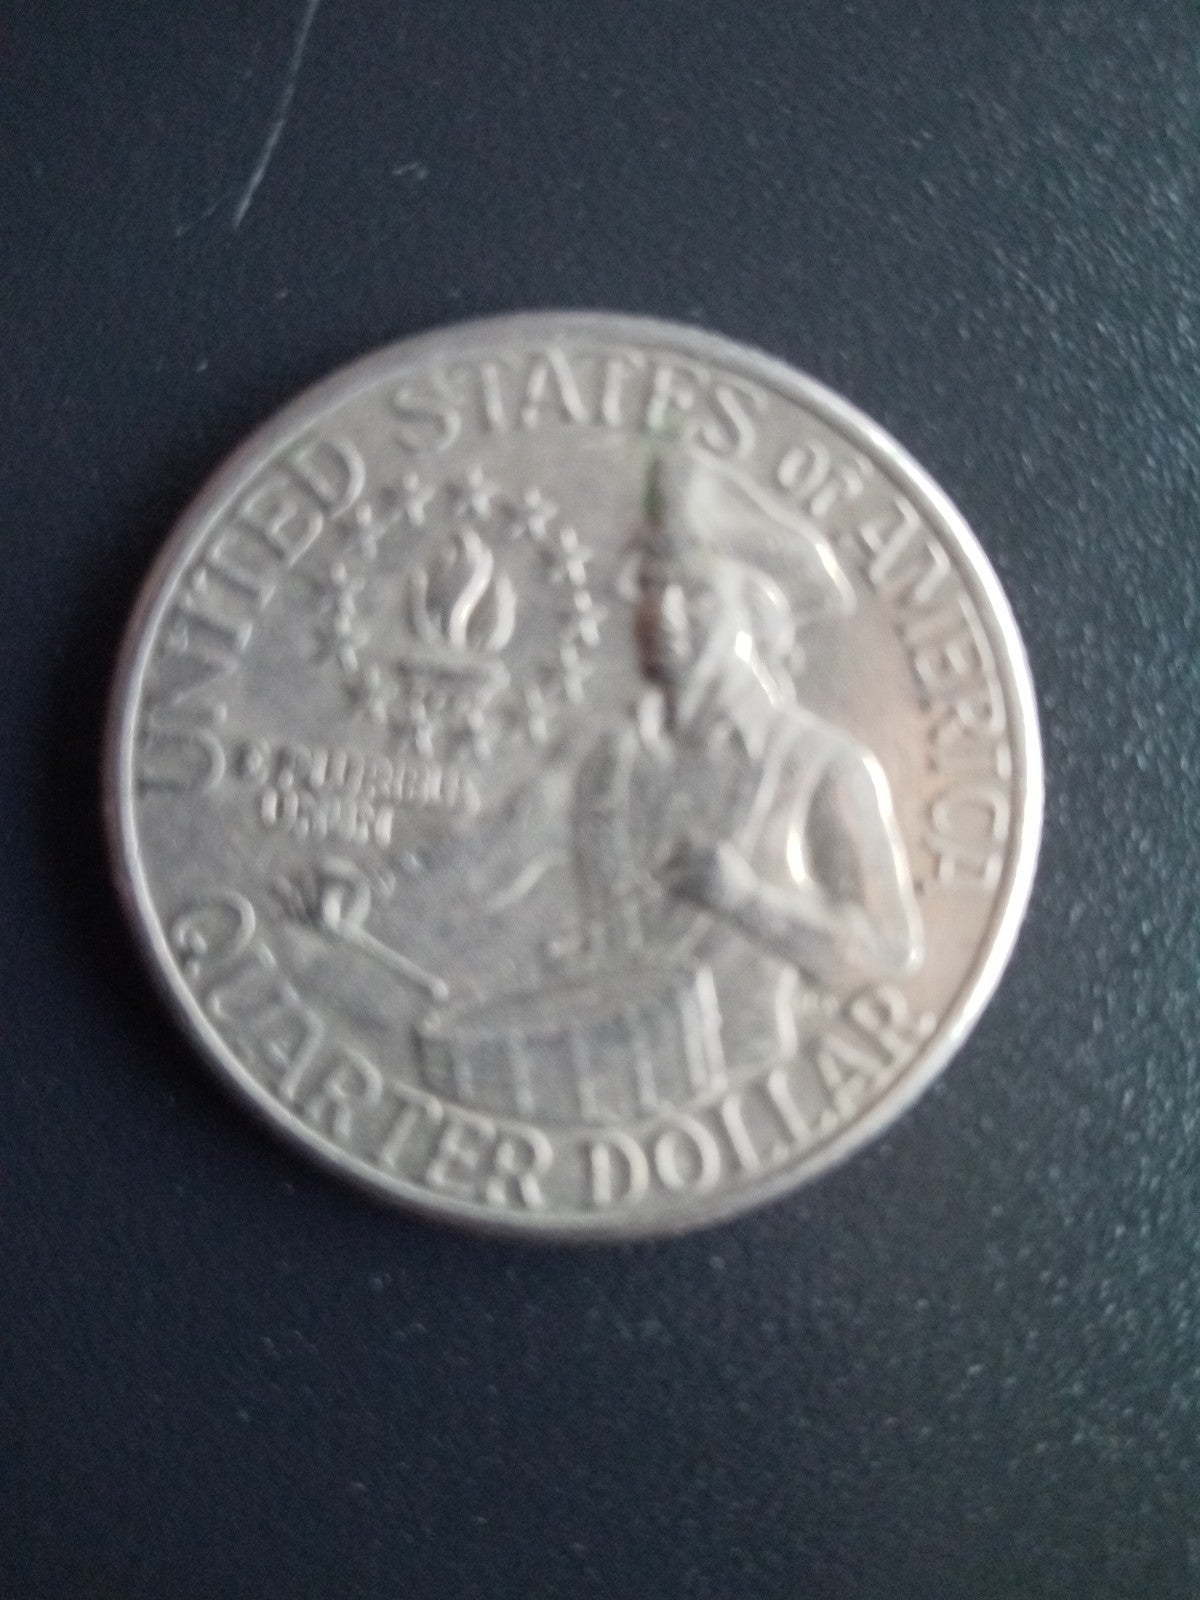 UNITED STATES OF AMERICA
E PLURIBUS
UNUM
QUARTER DOLLAR